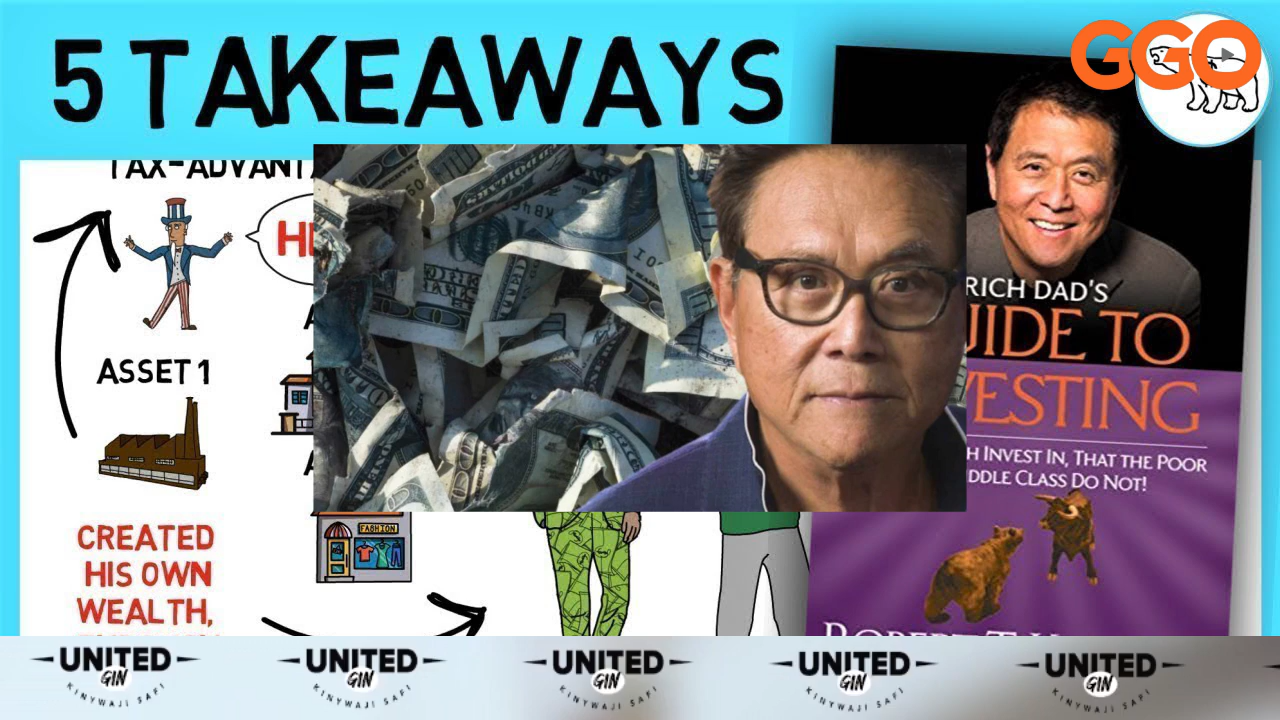 5 TAKEAWAYS
GGO
TAX-ADVANT
ASSET 1
FASHION
CREATED
HIS OWN
WEALTH,
RICH DAD'S
UIDE TO
VESTING
H INVEST IN, THAT THE POOR
DDLE CLASS DO NOT!
UNITED
GIN
KINYWAJI SAFI
UNITED
GIN
KINYWAJI SAFI
UNITED
GIN
KINYWAJI SAFI
UNITED
GIN
KINYWAJI SAFI
UNITED
GIN
KINYWAJI SAFI